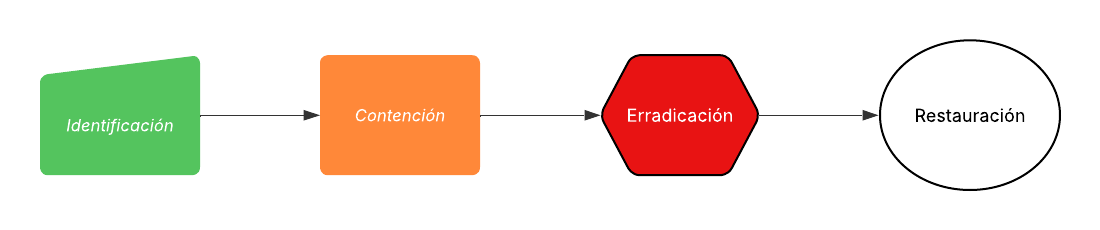 Identificación
Contención
Erradicación
Restauración